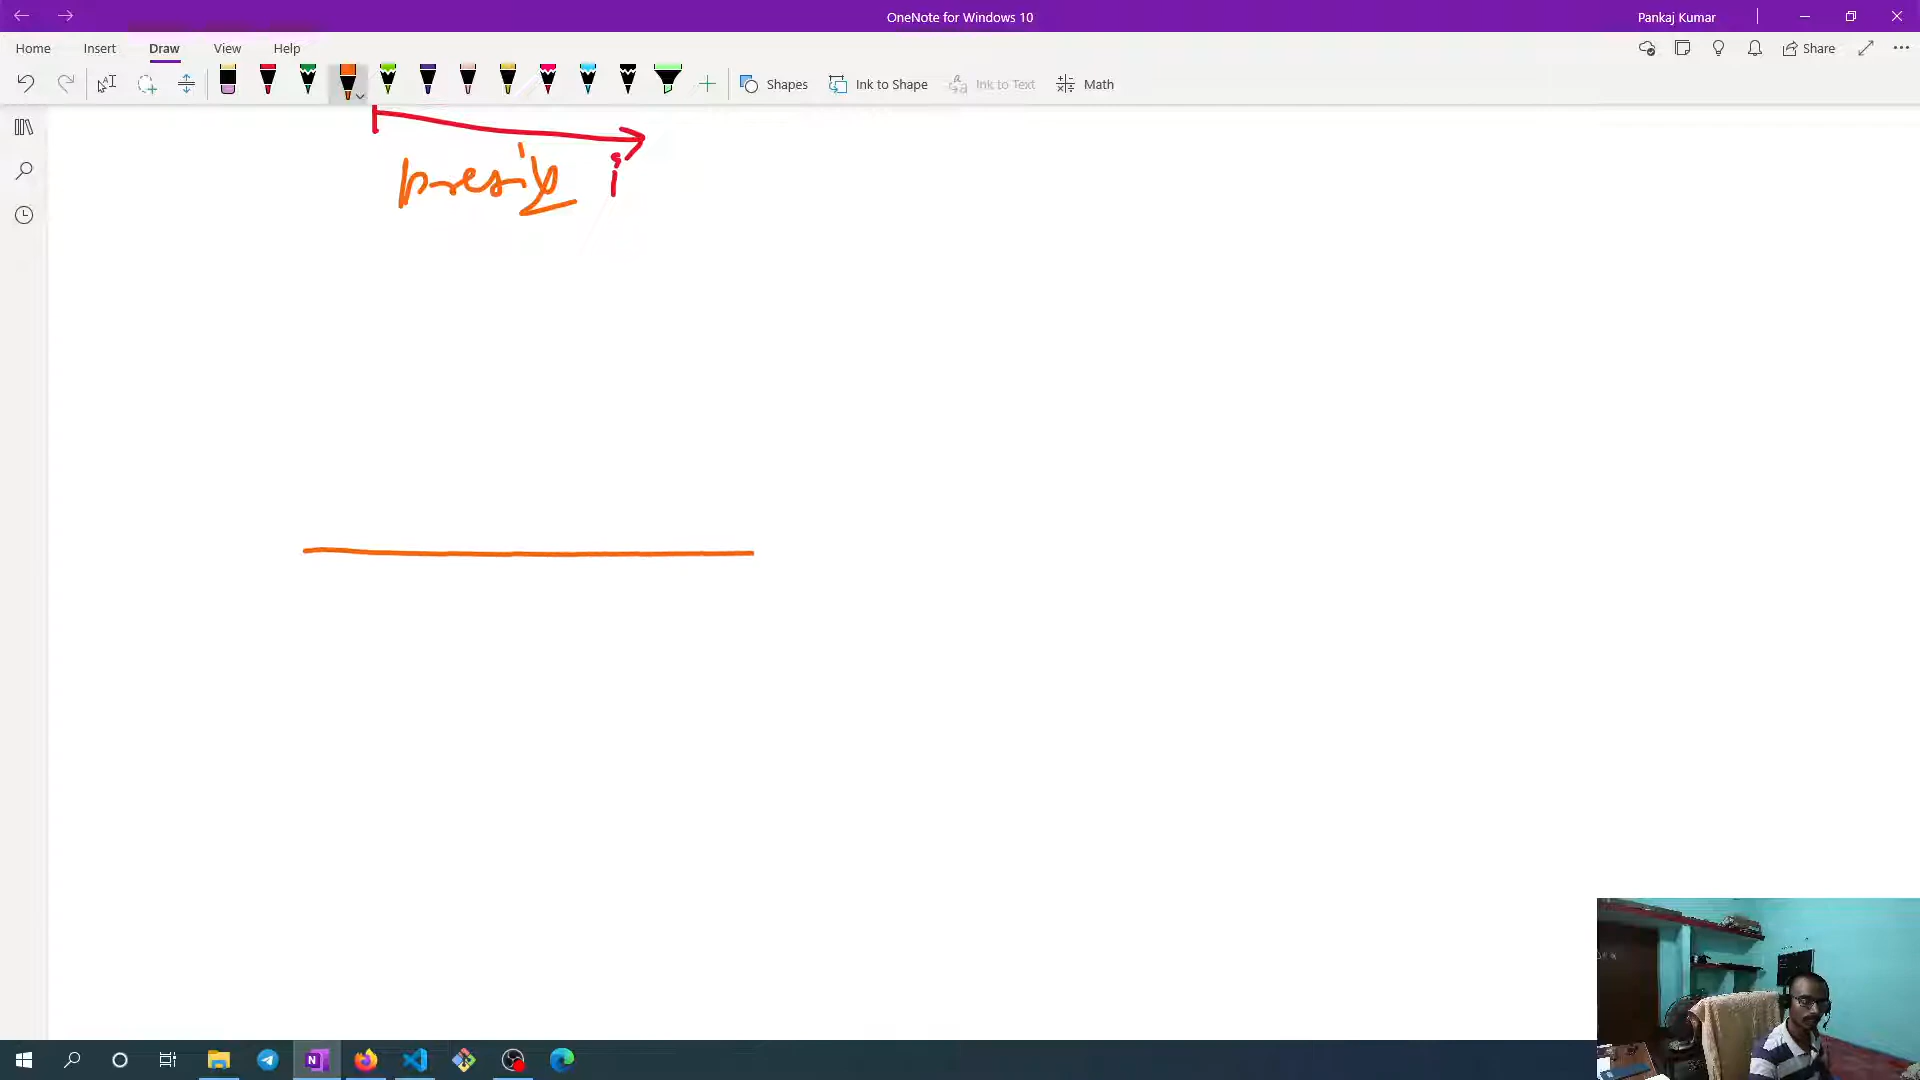 OneNote for Windows 10
Pankaj Kumar
Home Insert Draw View Help
Share
Shapes Ink to Shape Ink to Text Math
i